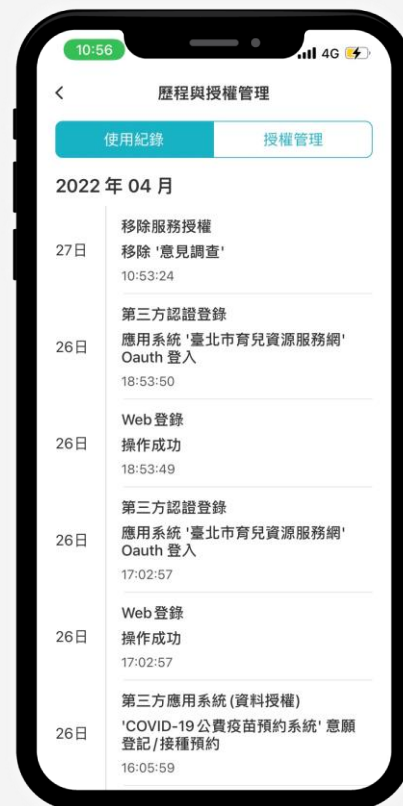 10:56
4G
歷程與授權管理
使用紀錄
授權管理
2022 年 04 月
移除服務授權
27日
移除 '意見調查'
10:53:24
第三方認證登錄
26日
應用系統 '臺北市育兒資源服務網'
Oauth 登入
18:53:50
Web登錄
26日
操作成功
18:53:49
第三方認證登錄
26日
應用系統 '臺北市育兒資源服務網'
Oauth 登入
17:02:57
Web登錄
26日
操作成功
17:02:57
第三方應用系統(資料授權)
26日
'COVID-19公費疫苗預約系統' 意願
登記/接種預約
16:05:59